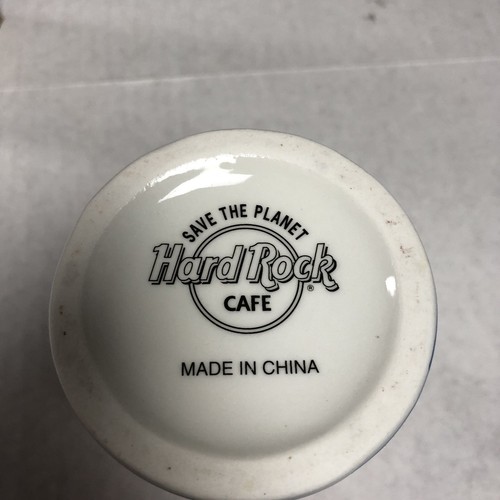 SAVE THE PLANET
Hard Rock
®
CAFE
MADE IN CHINA